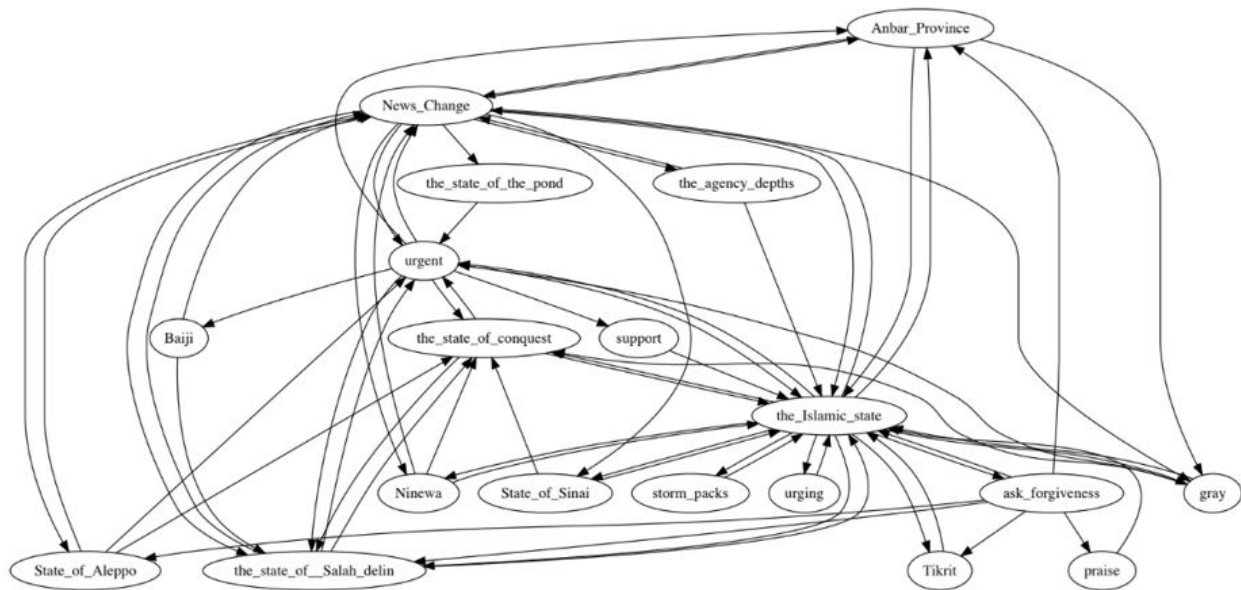 Anbar_Province
News_Change
the_state_of_the_pond
the_agency_depths
urgent
Baiji
the_state_of_conquest
support
the_Islamic_state
Ninewa
State_of_Sinai
storm_packs
urging
ask_forgiveness
gray
State_of_Aleppo
the_state_of__Salah_delin
Tikrit
praise